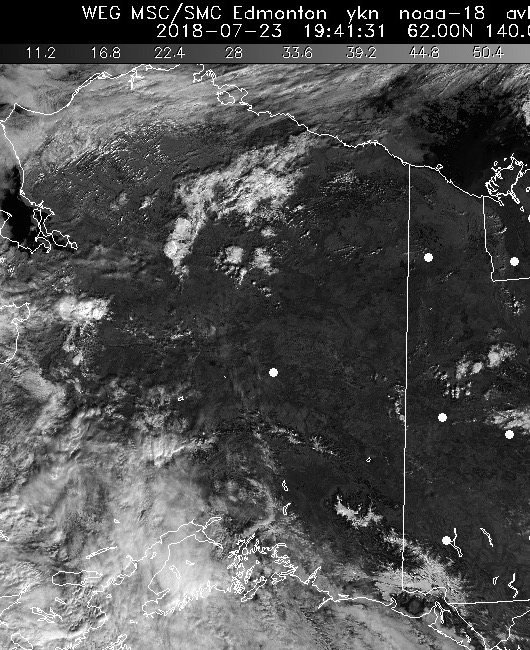 WEG MSC/SMC Edmonton ykn noaa-18
2018-07-23 19:41:31 62.00N 140.0
11.2 16.8 22.4 28 33.6 39.2 44.8 50.4